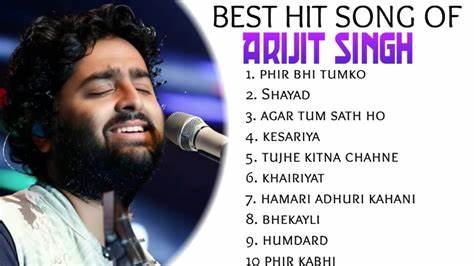 BEST HIT SONG OF
ARIJIT SINGH
1. PHIR BHI TUMKO
2. SHAYAD
3. AGAR TUM SATH HO
4. KESARIYA
5. TUJHE KITNA CHAHNE
6. KHAIRIYAT
7. HAMARI ADHURI KAHANI
8. BHEKAYLI
9. HUMDARD
10 PHIR KABHI